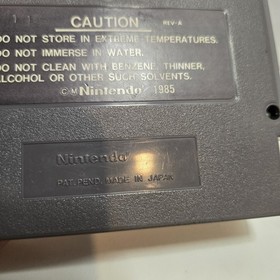 CAUTION REV-A
DO NOT STORE IN EXTREME TEMPERATURES.
DO NOT IMMERSE IN WATER.
DO NOT CLEAN WITH BENZENE, THINNER,
ALCOHOL OR OTHER SUCH SOLVENTS.
©·M Nintendo 1985
Nintendo
PAT. PEND. MADE IN JAPAN